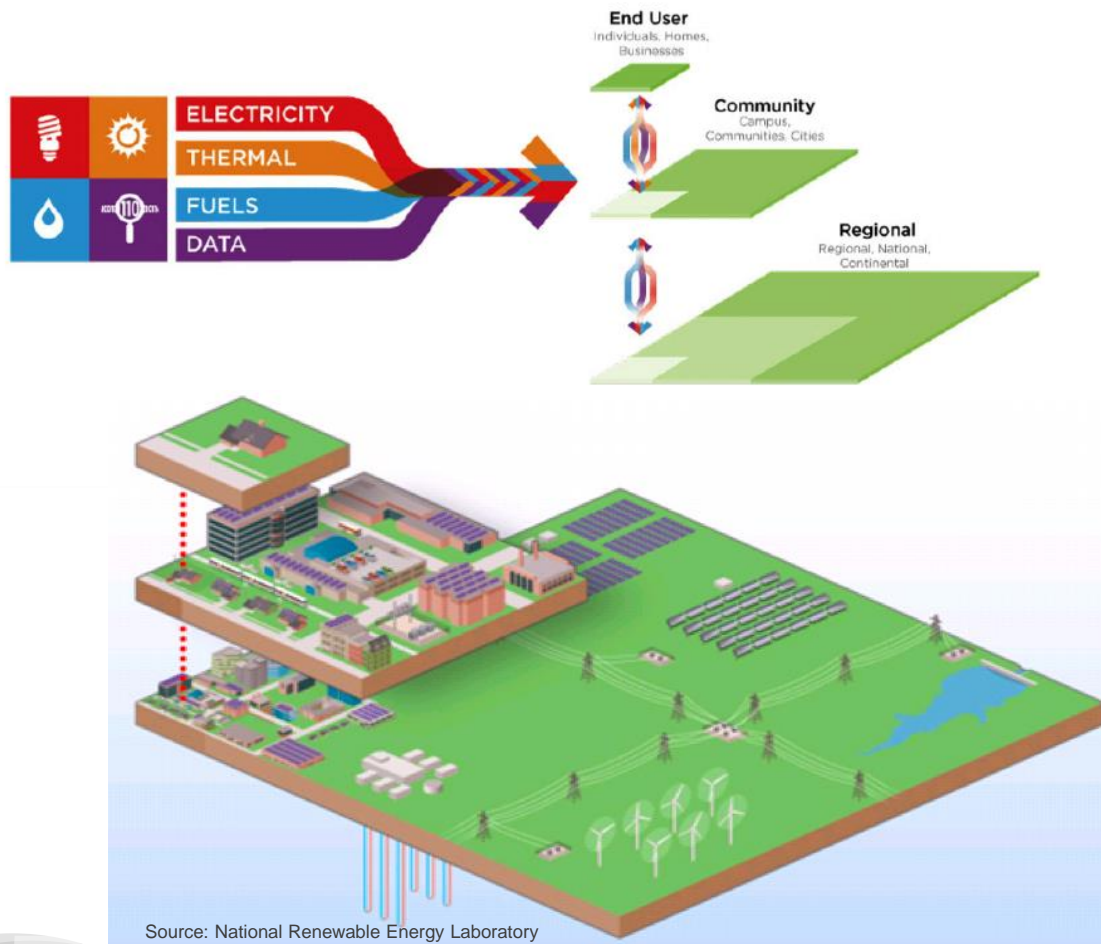 ELECTRICITY
THERMAL
FUELS
DATA
110
End User
Individuals, Homes,
Businesses
Community
Campus,
Communities, Cities
Regional
Regional, National,
Continental
Source: National Renewable Energy Laboratory